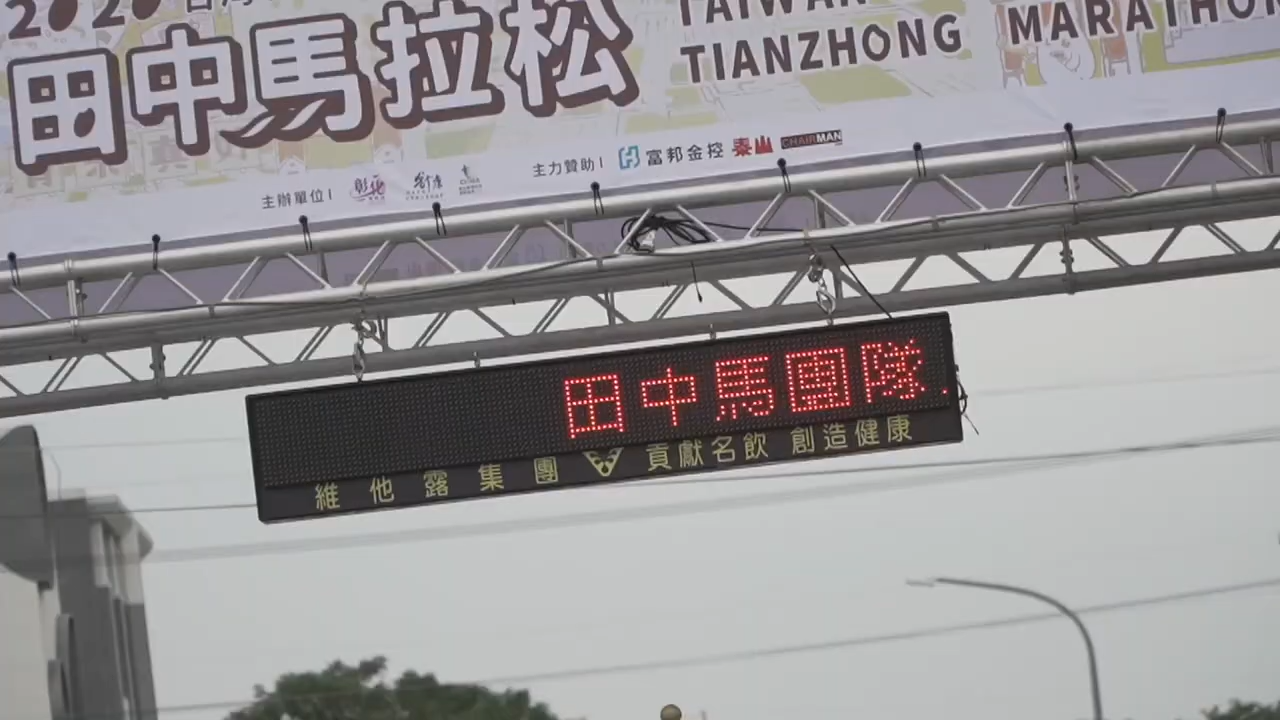 2020 台灣
田中馬拉松
TAIWAN
TIANZHONG MARATHON
主辦單位 | 彰化
主力贊助 | 富邦金控 泰山 CHAIRMAN
田中馬團隊.
維他露集團 貢獻名飲 創造健康